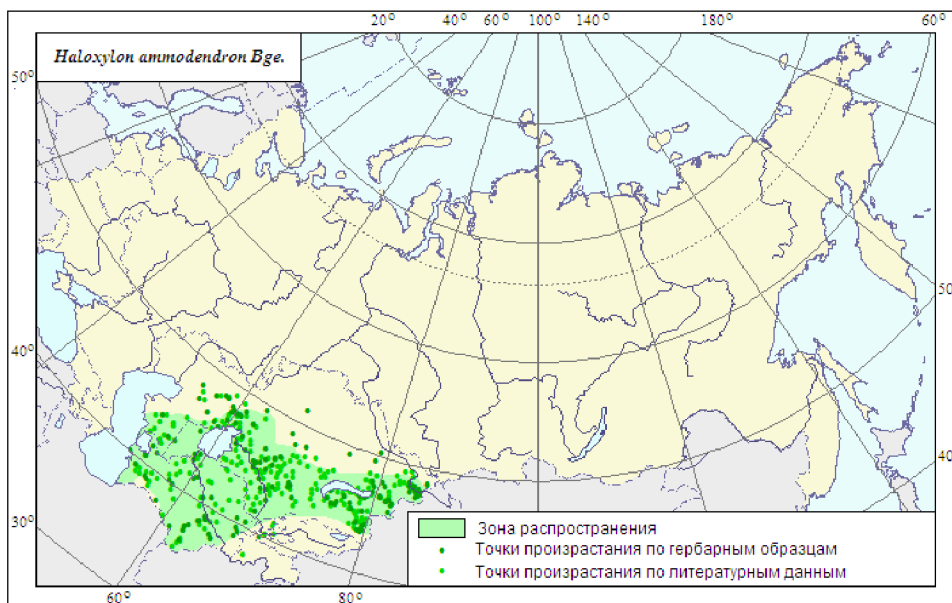 20° 40° 60° 100° 140° 180° 60°
Haloxylon ammodendron Bge.
50°
50
40°
40
30°
Зона распространения
Точки произрастания по гербарным образцам
Точки произрастания по литературным данным
60° 80°